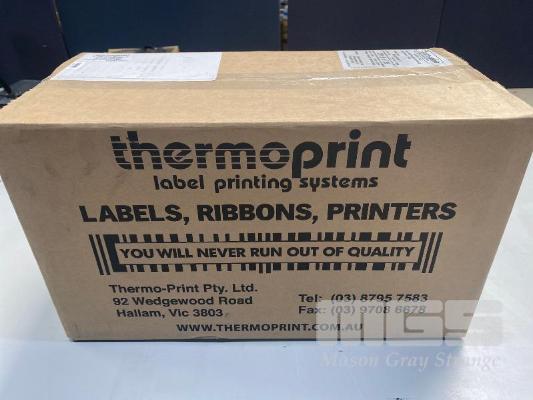 thermoprint
label printing systems
LABELS, RIBBONS, PRINTERS
YOU WILL NEVER RUN OUT OF QUALITY
Thermo-Print Pty. Ltd.
92 Wedgewood Road
Hallam, Vic 3803
Tel: (03) 8795 7583
Fax: (03) 9708 6678
WWW.THERMOPRINT.COM.AU
MGS
Mason Gray Strange